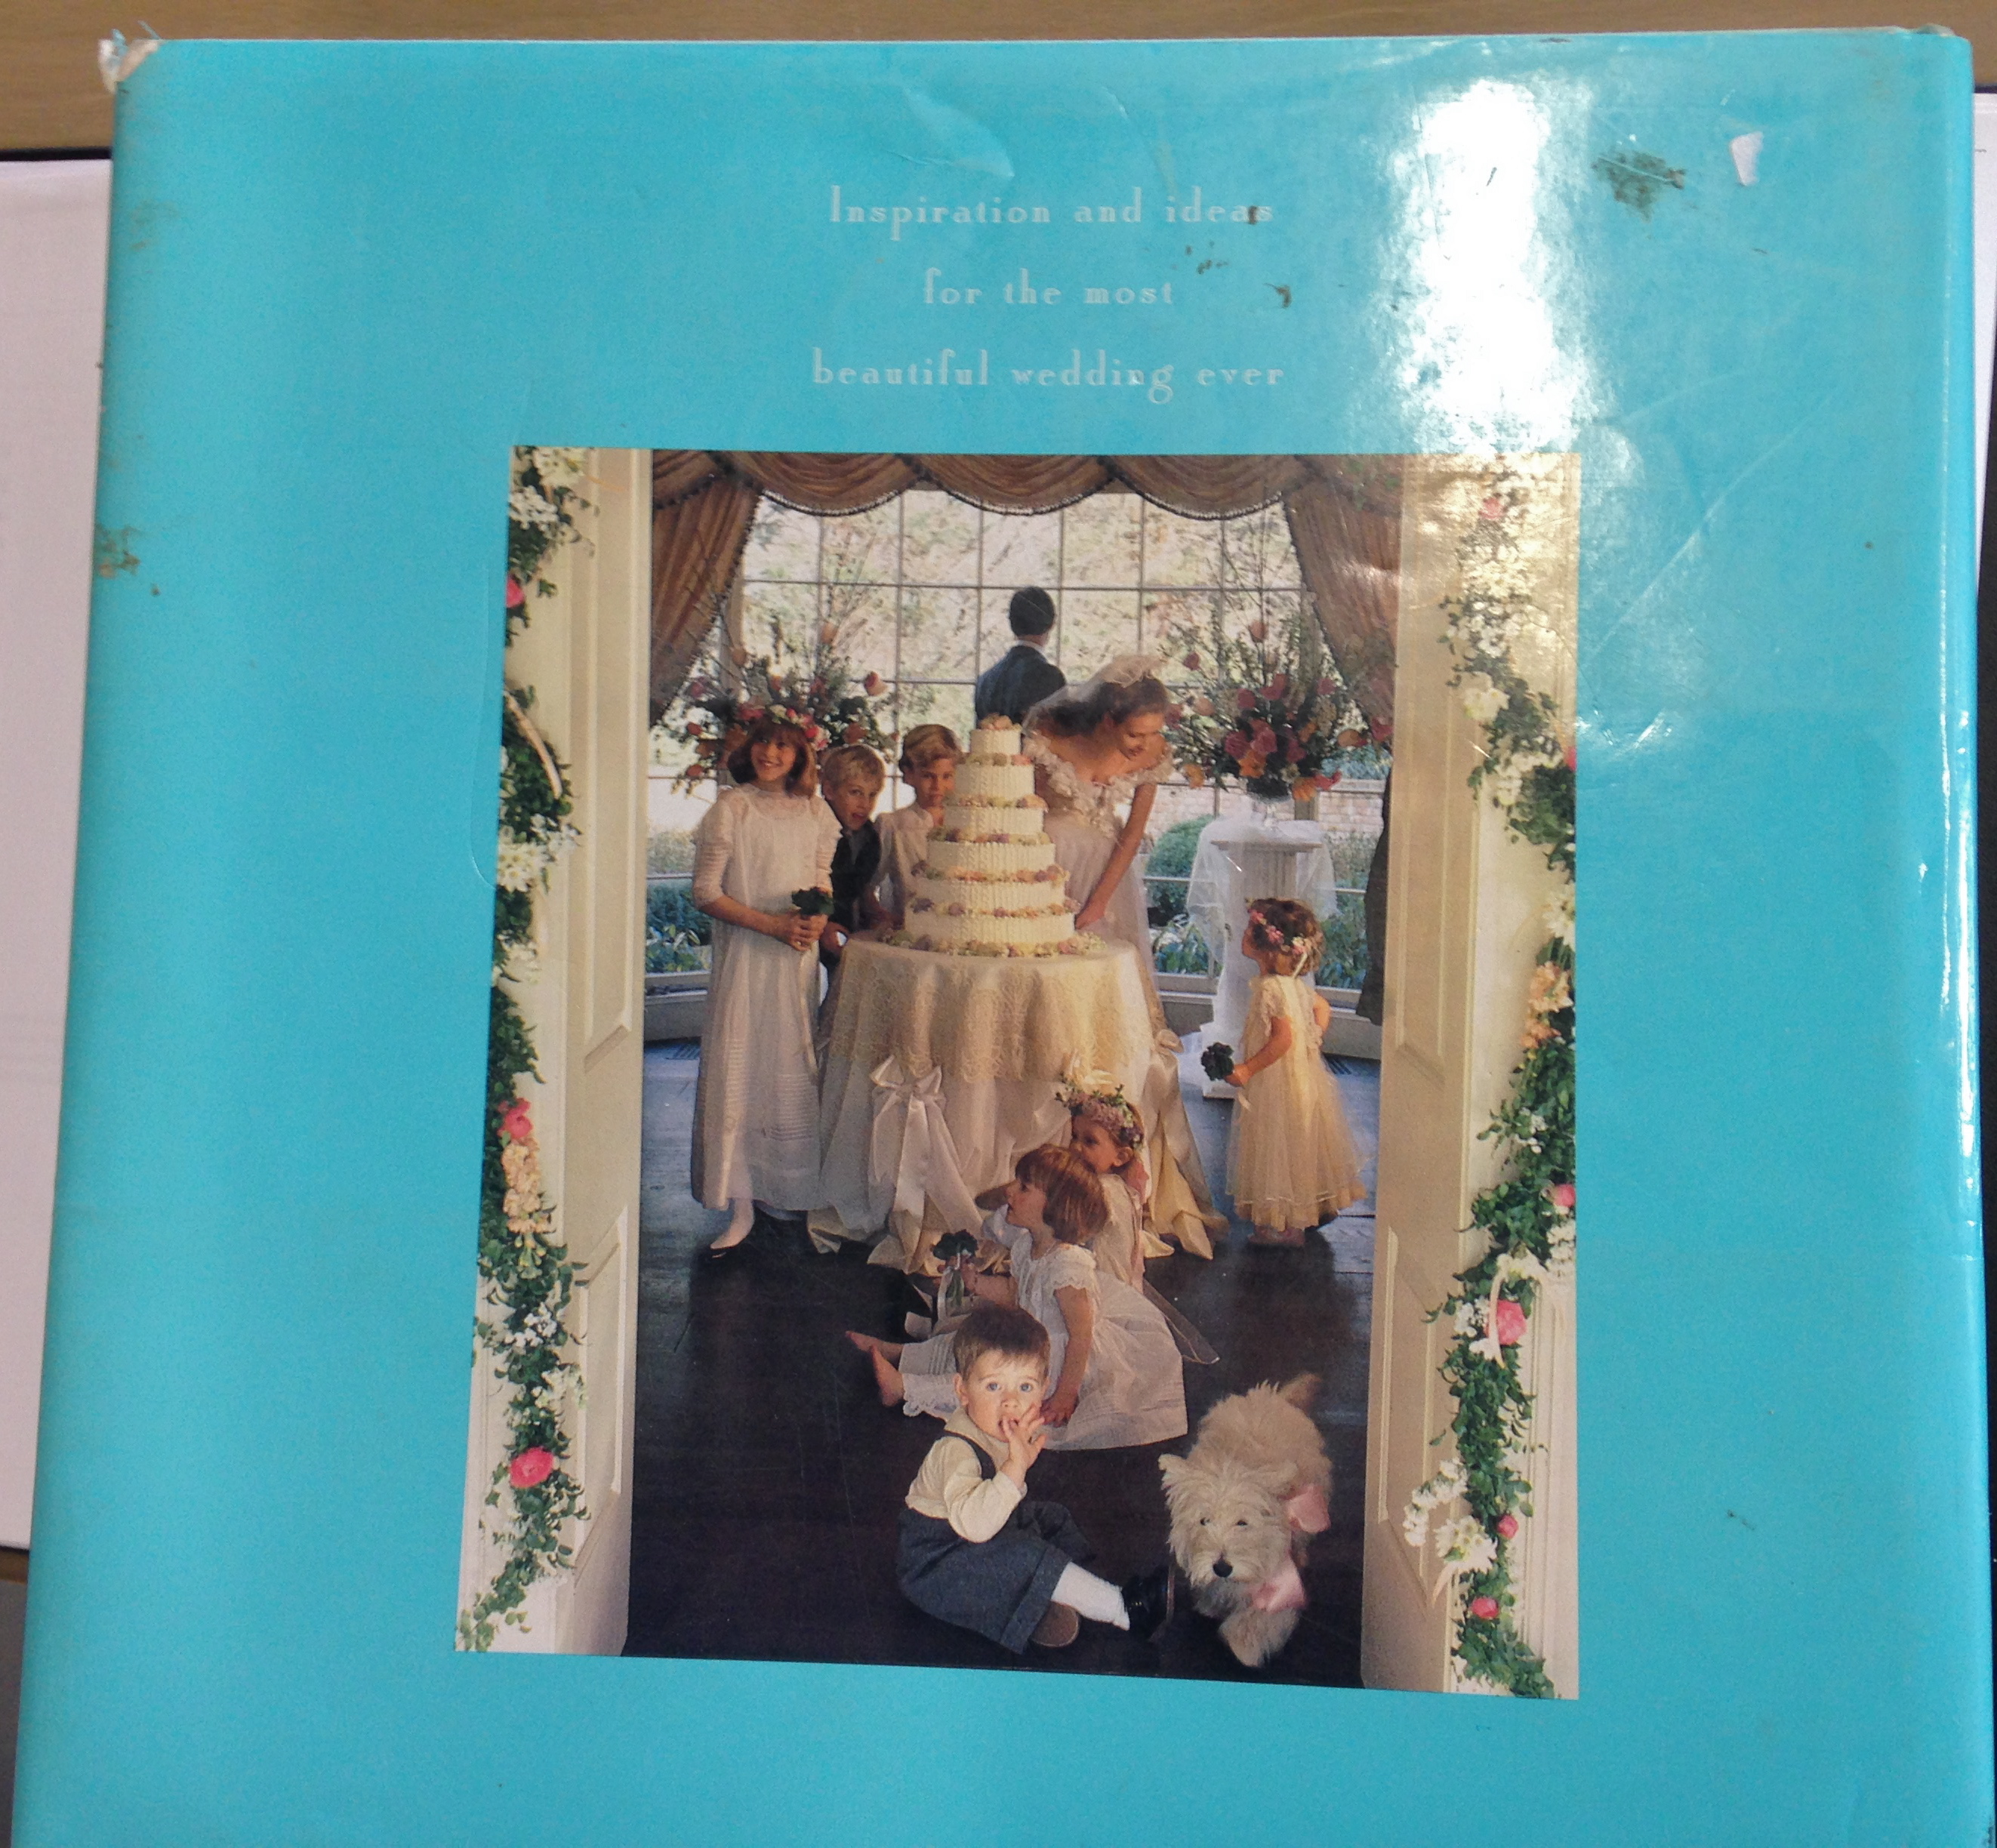 Inspiration and ideas
for the most
beautiful wedding ever